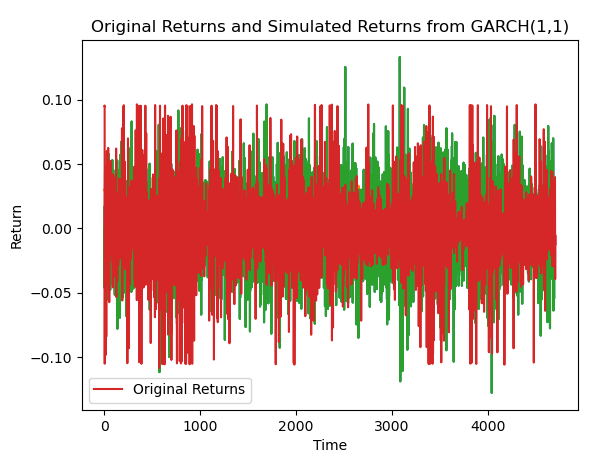 Original Returns and Simulated Returns from GARCH(1,1)
0.10
0.05
0.00
−0.05
−0.10
Return
Original Returns
0 1000 2000 3000 4000
Time